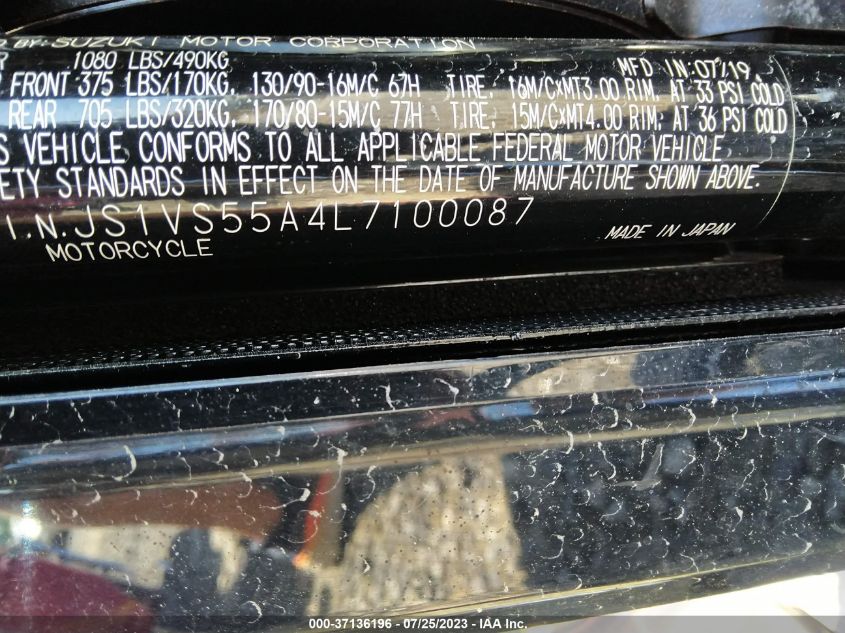 BY: SUZUKI MOTOR CORPORATION
1080 LBS/490KG MFD IN:07/19
FRONT 375 LBS/170KG, 130/90-16M/C 67H TIRE, 16M/C×MT3.00 RIM, AT 33 PSI COLD
REAR 705 LBS/320KG, 170/80-15M/C 77H TIRE, 15M/C×MT4.00 RIM, AT 36 PSI COLD
S VEHICLE CONFORMS TO ALL APPLICABLE FEDERAL MOTOR VEHICLE
ETY STANDARDS IN EFFECT ON THE DATE OF MANUFACTURE SHOWN ABOVE.
I.N.JS1VS55A4L7100087 MADE IN JAPAN
MOTORCYCLE
000-37136196 - 07/25/2023 - IAA Inc.